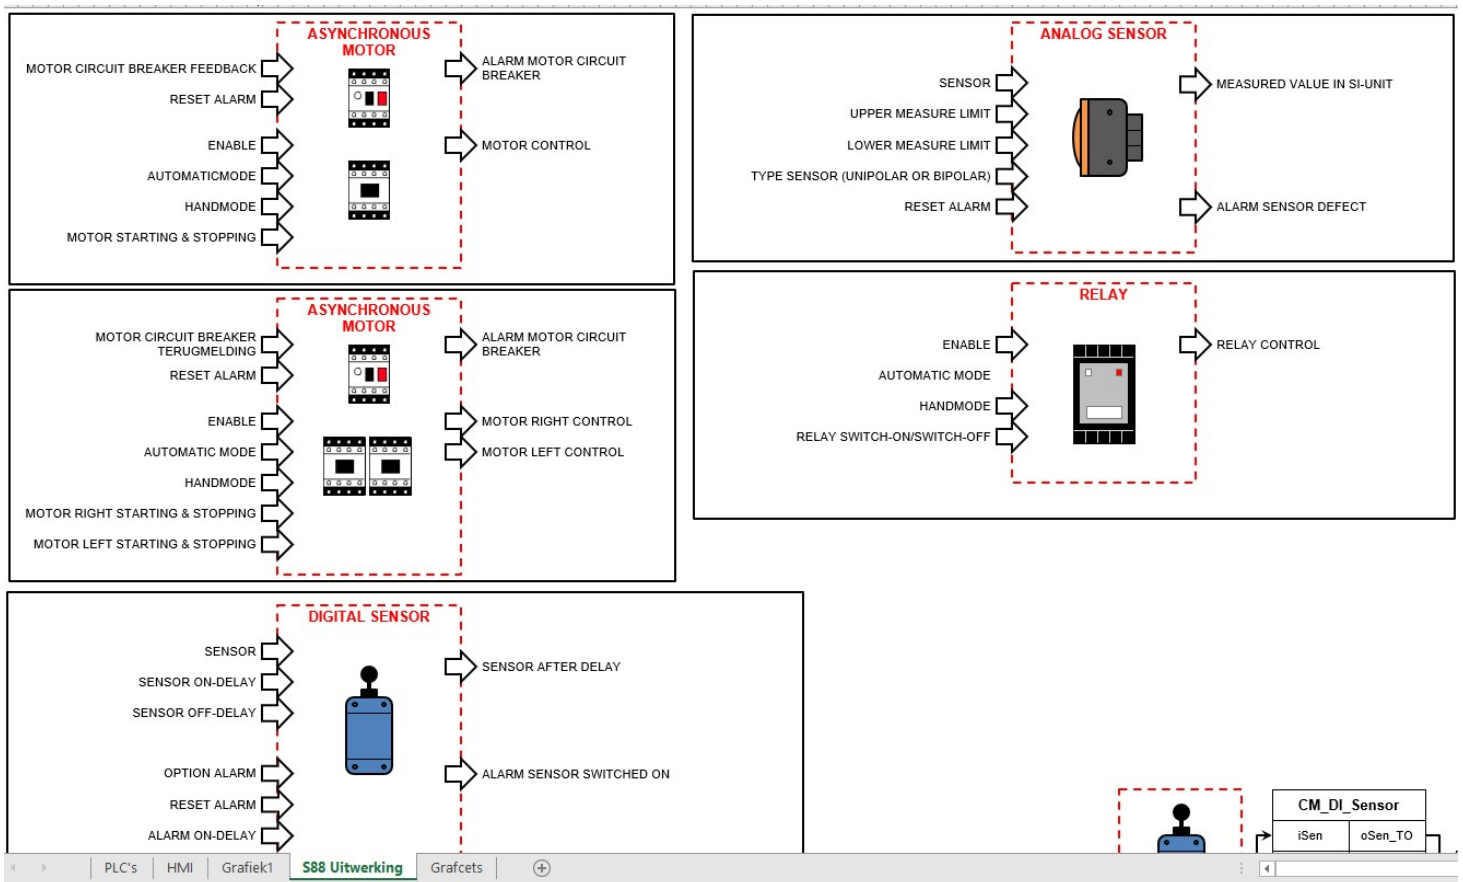 ASYNCHRONOUS
MOTOR
MOTOR CIRCUIT BREAKER FEEDBACK
RESET ALARM
ENABLE
AUTOMATICMODE
HANDMODE
MOTOR STARTING & STOPPING
ALARM MOTOR CIRCUIT
BREAKER
MOTOR CONTROL
ANALOG SENSOR
SENSOR
UPPER MEASURE LIMIT
LOWER MEASURE LIMIT
TYPE SENSOR (UNIPOLAR OR BIPOLAR)
RESET ALARM
MEASURED VALUE IN SI-UNIT
ALARM SENSOR DEFECT
ASYNCHRONOUS
MOTOR
MOTOR CIRCUIT BREAKER
TERUGMELDING
RESET ALARM
ENABLE
AUTOMATIC MODE
HANDMODE
MOTOR RIGHT STARTING & STOPPING
MOTOR LEFT STARTING & STOPPING
ALARM MOTOR CIRCUIT
BREAKER
MOTOR RIGHT CONTROL
MOTOR LEFT CONTROL
RELAY
ENABLE
AUTOMATIC MODE
HANDMODE
RELAY SWITCH-ON/SWITCH-OFF
RELAY CONTROL
DIGITAL SENSOR
SENSOR
SENSOR ON-DELAY
SENSOR OFF-DELAY
OPTION ALARM
RESET ALARM
ALARM ON-DELAY
SENSOR AFTER DELAY
ALARM SENSOR SWITCHED ON
CM_DI_Sensor
iSen
oSen_TO
PLC's
HMI
Grafiek1
S88 Uitwerking
Grafcets